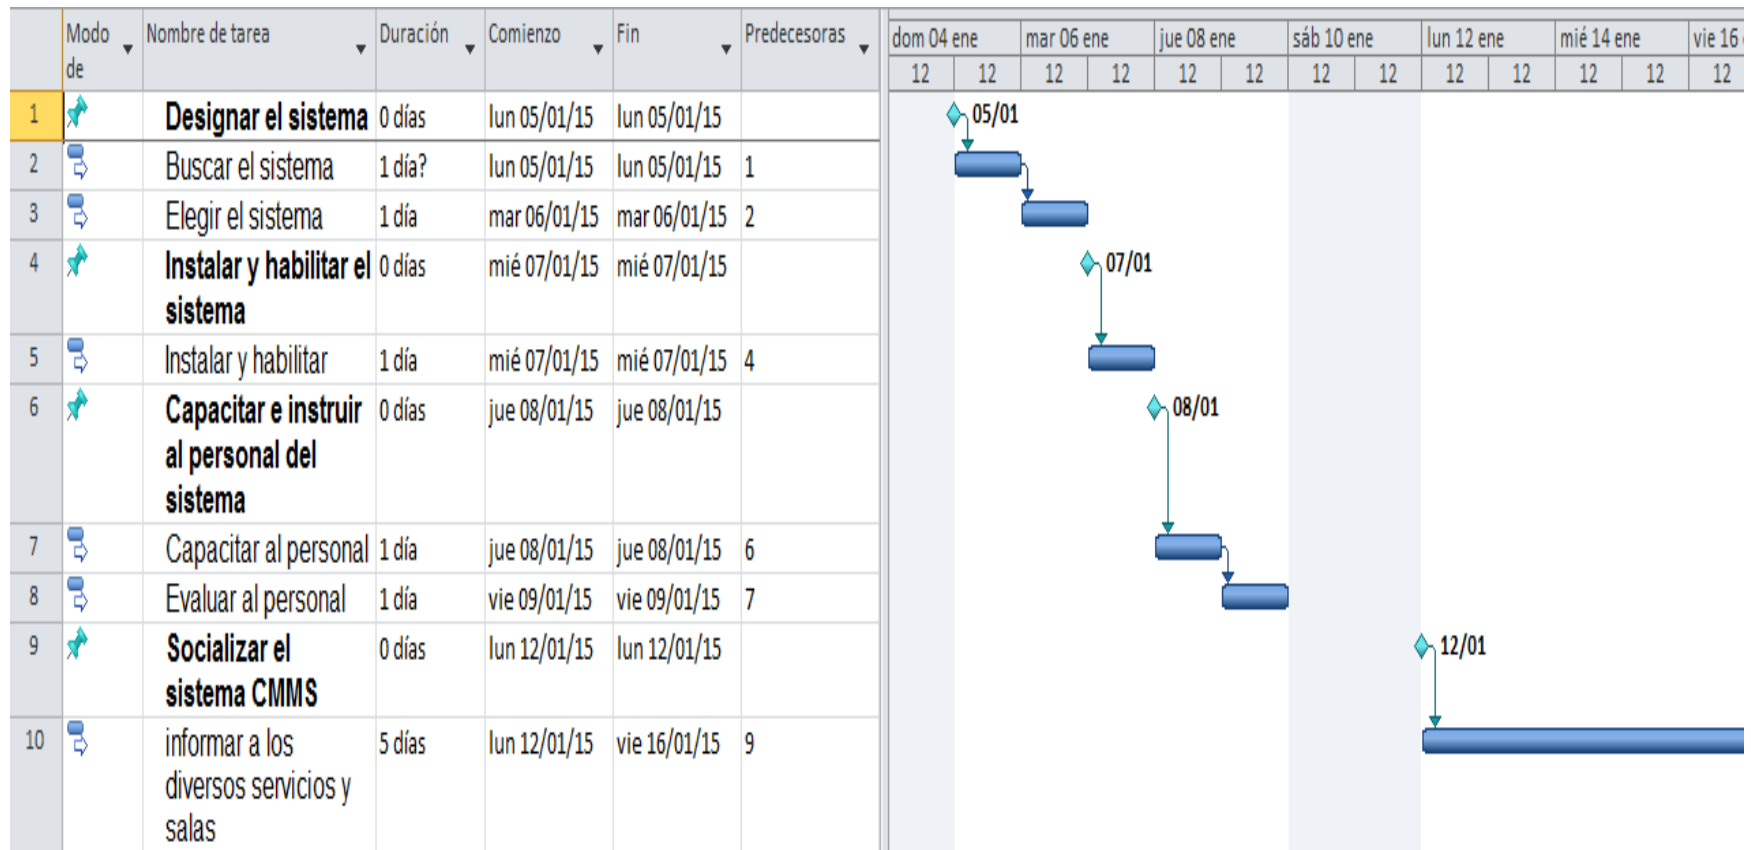 Modo de Nombre de tarea Duración Comienzo Fin Predecesoras
dom 04 ene mar 06 ene jue 08 ene sáb 10 ene lun 12 ene mié 14 ene vie 16
12 12 12 12 12 12 12 12 12 12 12 12 12
1 Designar el sistema 0 días lun 05/01/15 lun 05/01/15 05/01
2 Buscar el sistema 1 día? lun 05/01/15 lun 05/01/15 1
3 Elegir el sistema 1 día mar 06/01/15 mar 06/01/15 2
4 Instalar y habilitar el 0 días mié 07/01/15 mié 07/01/15 07/01
sistema
5 Instalar y habilitar 1 día mié 07/01/15 mié 07/01/15 4
6 Capacitar e instruir 0 días jue 08/01/15 jue 08/01/15 08/01
al personal del
sistema
7 Capacitar al personal 1 día jue 08/01/15 jue 08/01/15 6
8 Evaluar al personal 1 día vie 09/01/15 vie 09/01/15 7
9 Socializar el 0 días lun 12/01/15 lun 12/01/15 12/01
sistema CMMS
10 informar a los 5 días lun 12/01/15 vie 16/01/15 9
diversos servicios y
salas